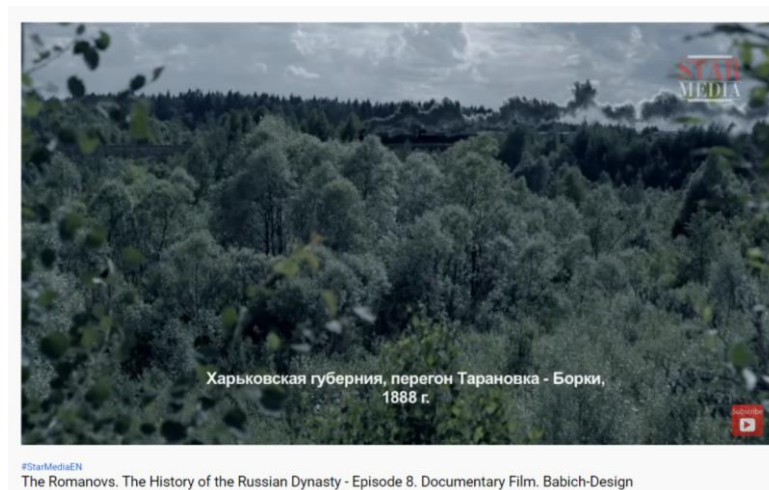 STAR
MEDIA
Харьковская губерния, перегон Тарановка - Борки,
1888 г.
Subscribe
#StarMediaEN
The Romanovs. The History of the Russian Dynasty - Episode 8. Documentary Film. Babich-Design